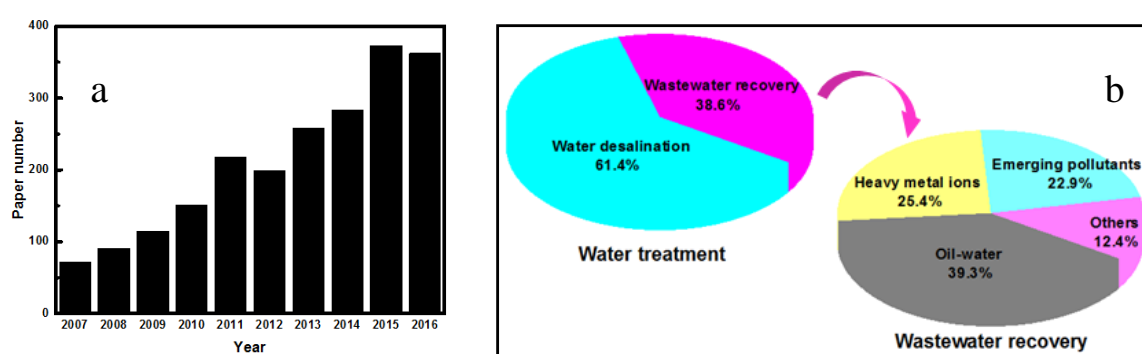 a
400
300
200
100
0
Paper number
2007 2008 2009 2010 2011 2012 2013 2014 2015 2016
Year
b
Wastewater recovery
38.6%
Water desalination
61.4%
Water treatment
Emerging pollutants
22.9%
Heavy metal ions
25.4%
Others
12.4%
Oil-water
39.3%
Wastewater recovery